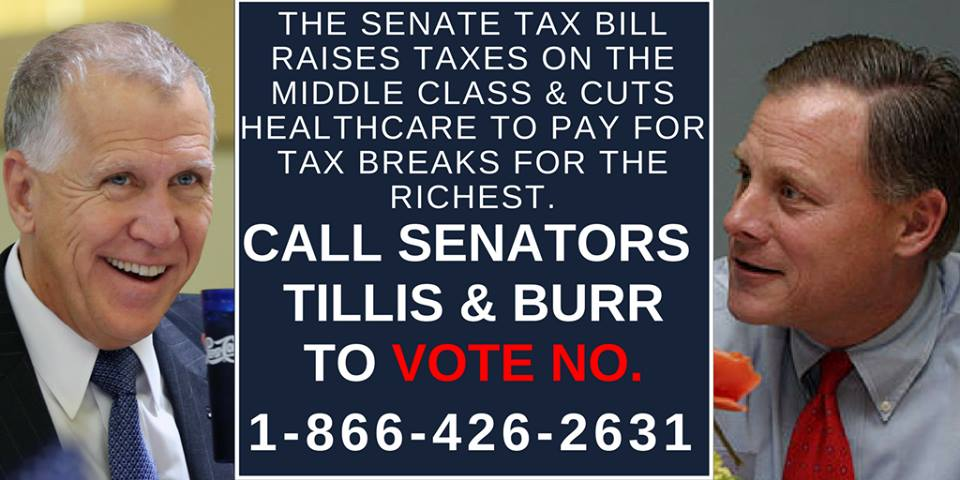 THE SENATE TAX BILL
RAISES TAXES ON THE
MIDDLE CLASS & CUTS
HEALTHCARE TO PAY FOR
TAX BREAKS FOR THE
RICHEST.
CALL SENATORS
TILLIS & BURR
TO VOTE NO.
1-866-426-2631